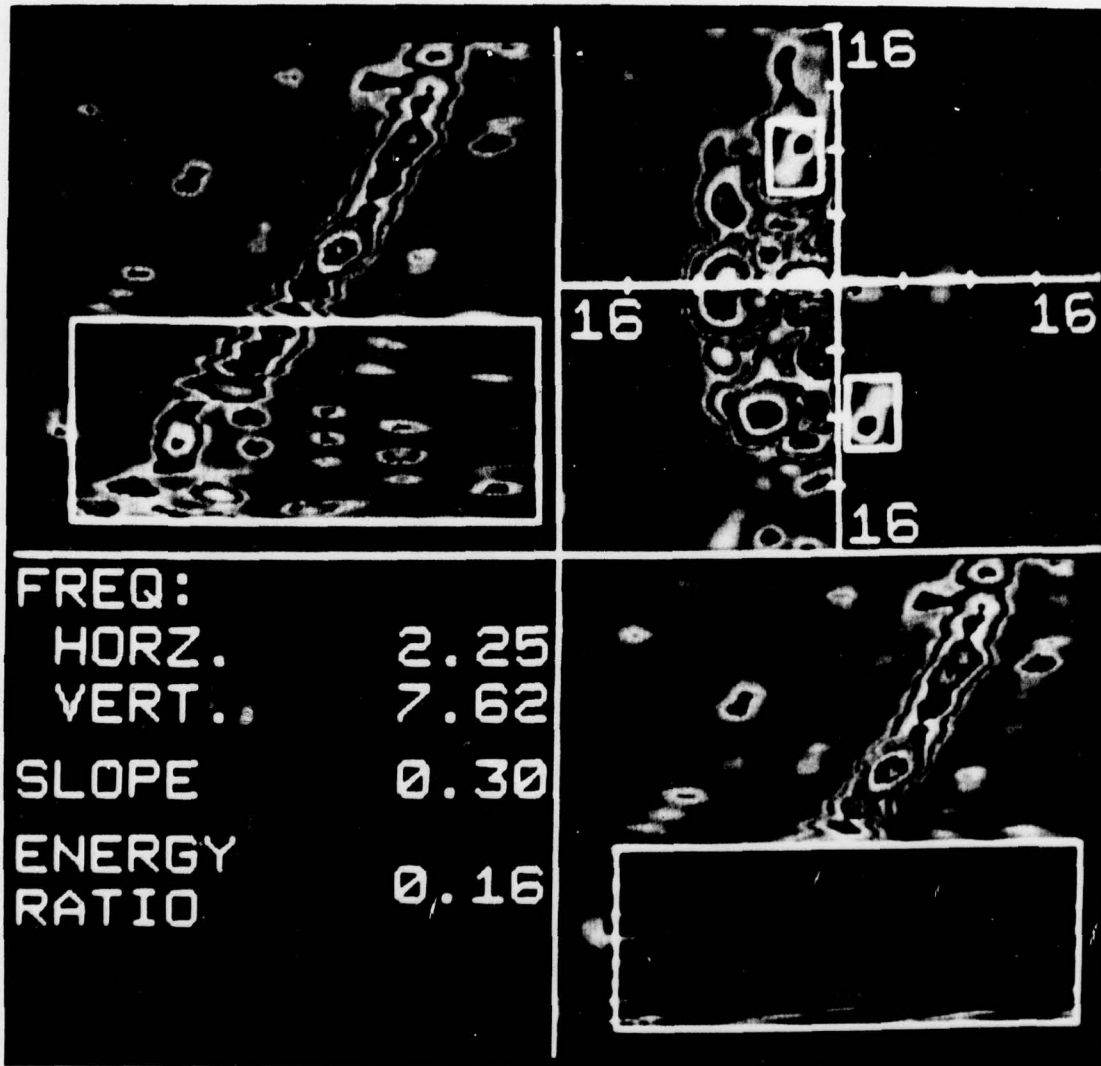 16
16 16
16
FREQ:
HORZ. 2.25
VERT.. 7.62
SLOPE 0.30
ENERGY
RATIO 0.16